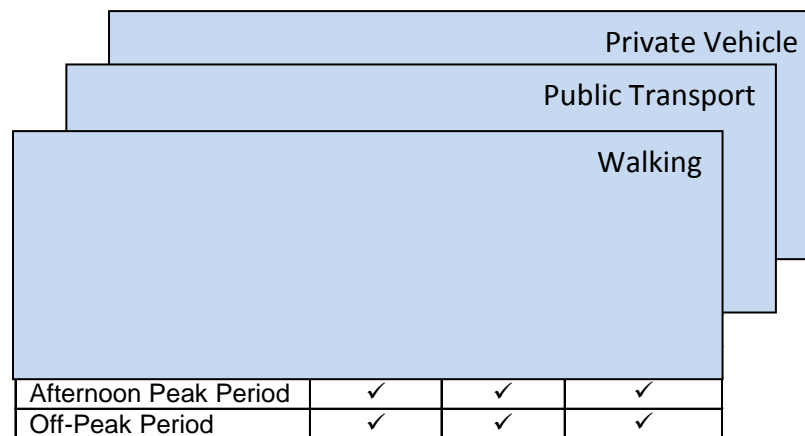 Private Vehicle
Public Transport
Walking
Afternoon Peak Period ✓ ✓ ✓
Off-Peak Period ✓ ✓ ✓